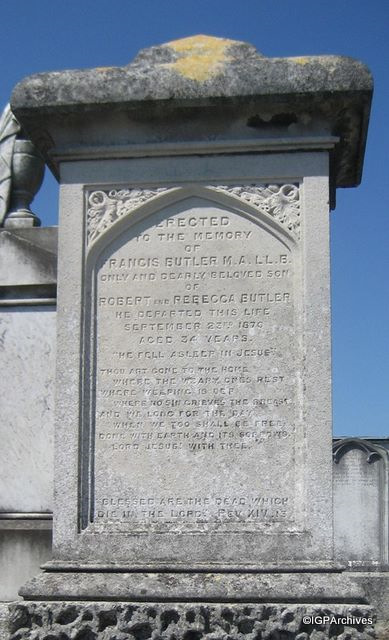 ERECTED
TO THE MEMORY
OF
FRANCIS BUTLER M.A. LL.B.
ONLY AND DEARLY BELOVED SON
OF
ROBERT AND REBECCA BUTLER
HE DEPARTED THIS LIFE
SEPTEMBER 23RD 1870
AGED 34 YEARS.
"HE FELL ASLEEP IN JESUS"
THOU ART GONE TO THE HOME
WHERE THE WEARY ONES REST
WHERE WEEPING IS O'ER
WHERE NO SIN GRIEVES THE BREAST
AND WE LONG FOR THE DAY
WHEN WE TOO SHALL BE FREE
DONE WITH EARTH AND ITS SORROWS,
LORD JESUS! WITH THEE.
BLESSED ARE THE DEAD WHICH
DIE IN THE LORD: REV. XIV. 13
©IGPArchives